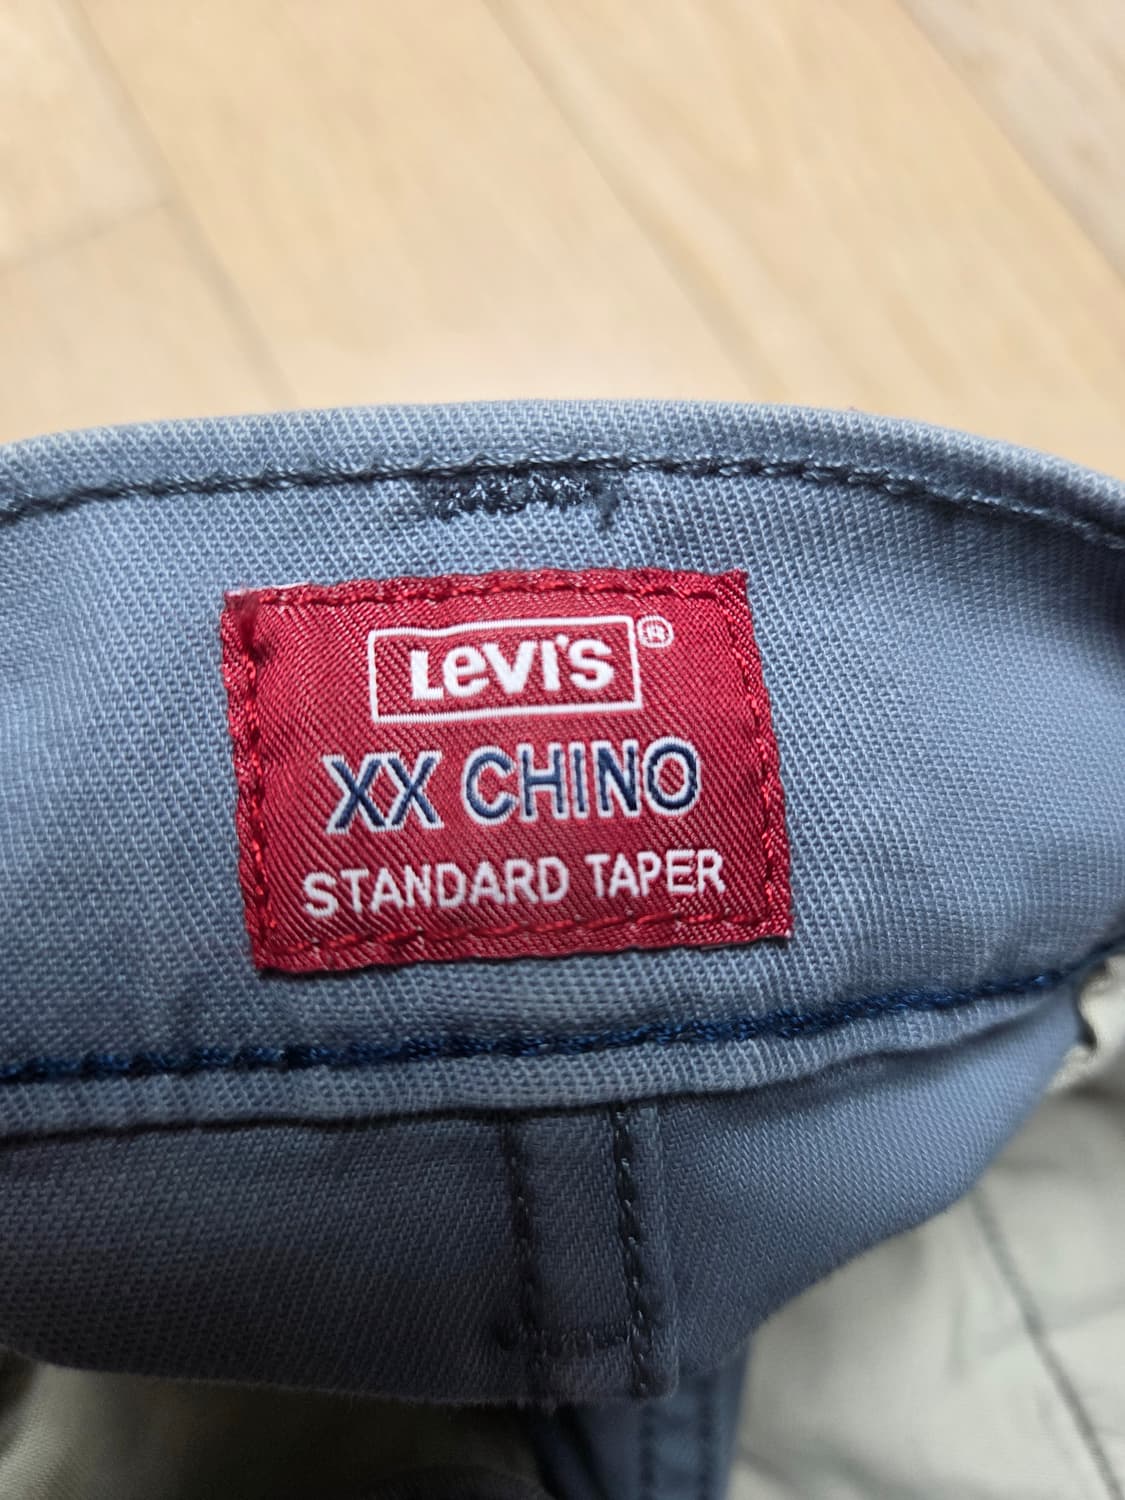 Levi's®
XX CHINO
STANDARD TAPER